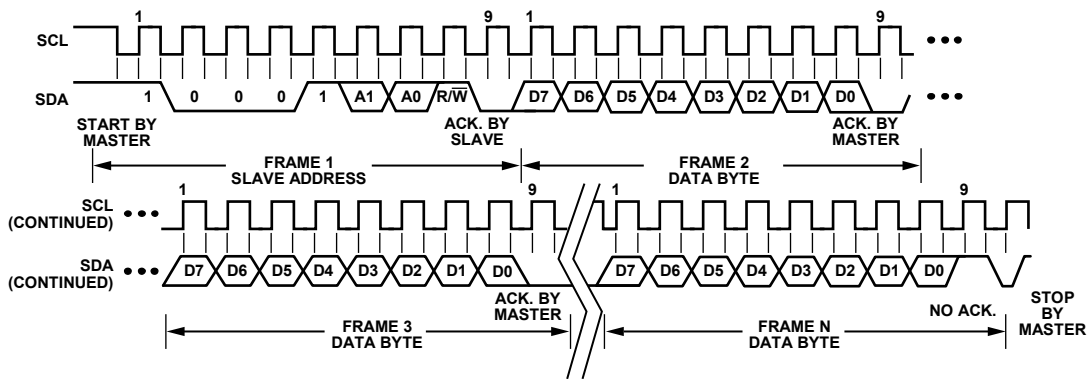 1 9 1 9
SCL
SDA 1 0 0 0 1 A1 A0 R/W̅ D7 D6 D5 D4 D3 D2 D1 D0
START BY MASTER
ACK. BY SLAVE
ACK. BY MASTER
FRAME 1
SLAVE ADDRESS
FRAME 2
DATA BYTE
1 9 1 9
SCL
(CONTINUED)
SDA
(CONTINUED)
D7 D6 D5 D4 D3 D2 D1 D0 D7 D6 D5 D4 D3 D2 D1 D0
ACK. BY
MASTER
NO ACK.
STOP
BY
MASTER
FRAME 3
DATA BYTE
FRAME N
DATA BYTE